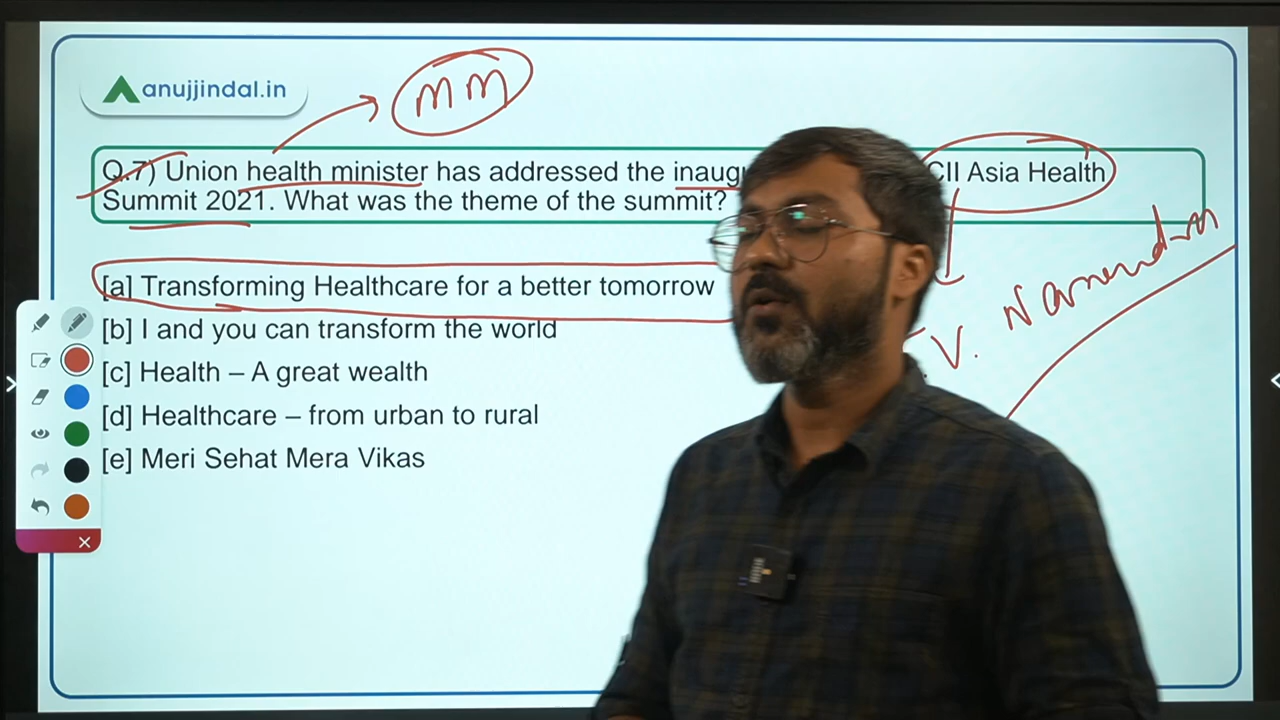 anujjindal.in
MM
Q.7) Union health minister has addressed the inaug CII Asia Health
Summit 2021. What was the theme of the summit?
[a] Transforming Healthcare for a better tomorrow
[b] I and you can transform the world
[c] Health – A great wealth
[d] Healthcare – from urban to rural
[e] Meri Sehat Mera Vikas
V. Narendran